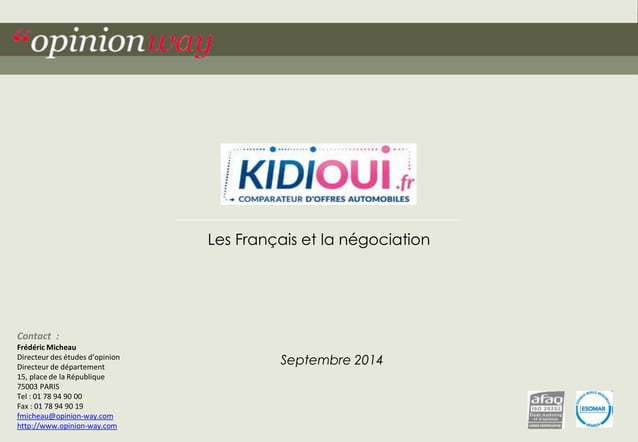 “opinionway
KIDIOUI.fr
COMPARATEUR D'OFFRES AUTOMOBILES
Les Français et la négociation
Contact :
Frédéric Micheau
Directeur des études d'opinion
Directeur de département
15, place de la République
75003 PARIS
Tel : 01 78 94 90 00
Fax : 01 78 94 90 19
fmicheau@opinion-way.com
http://www.opinion-way.com
Septembre 2014
afaq
ISO 20252
ESOMAR